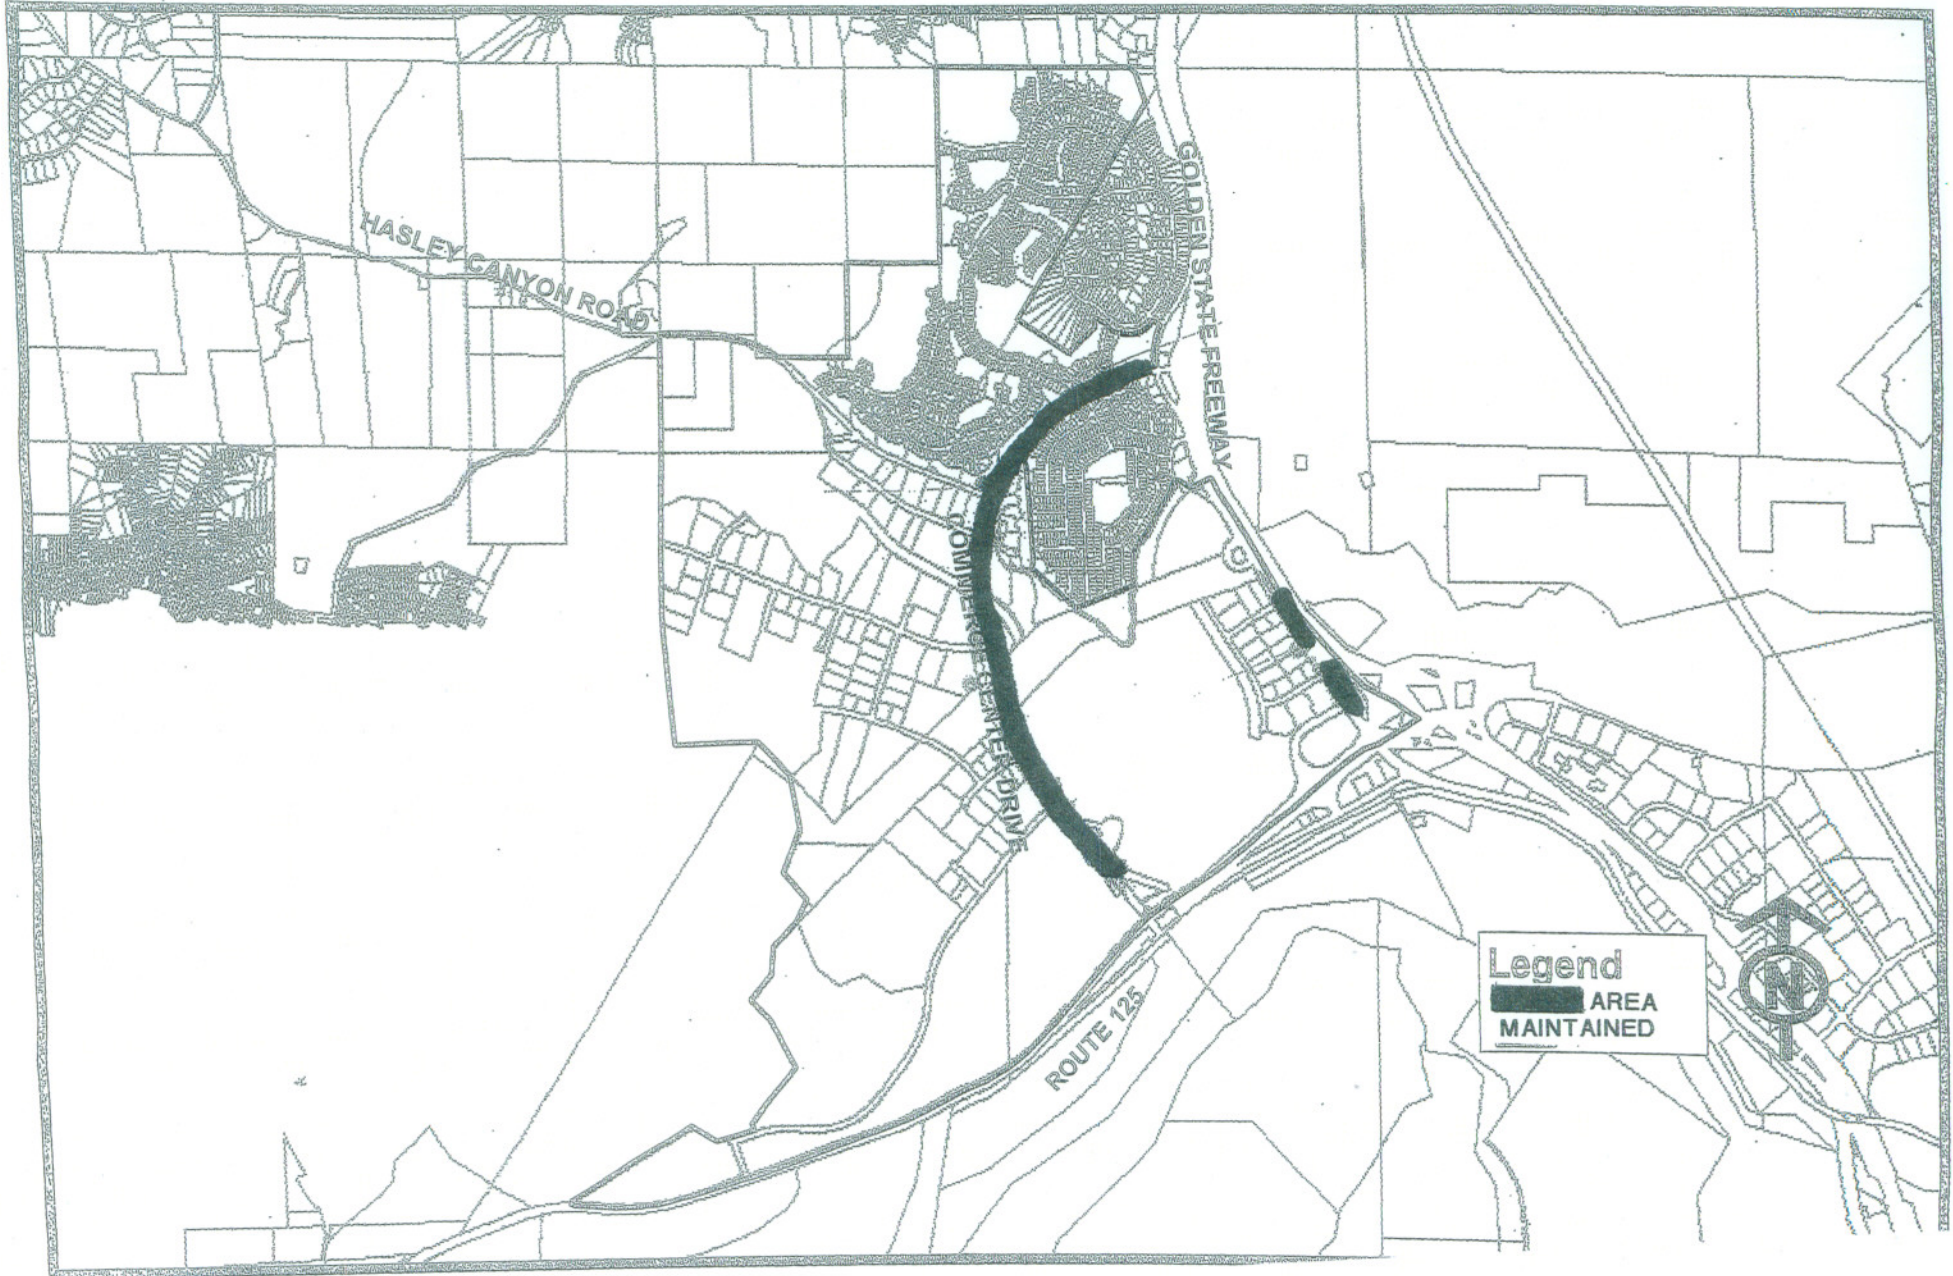 GOLDEN STATE FREEWAY
HASLEY CANYON ROAD
COMMERCE CENTER DRIVE
ROUTE 125
Legend
AREA
MAINTAINED
N